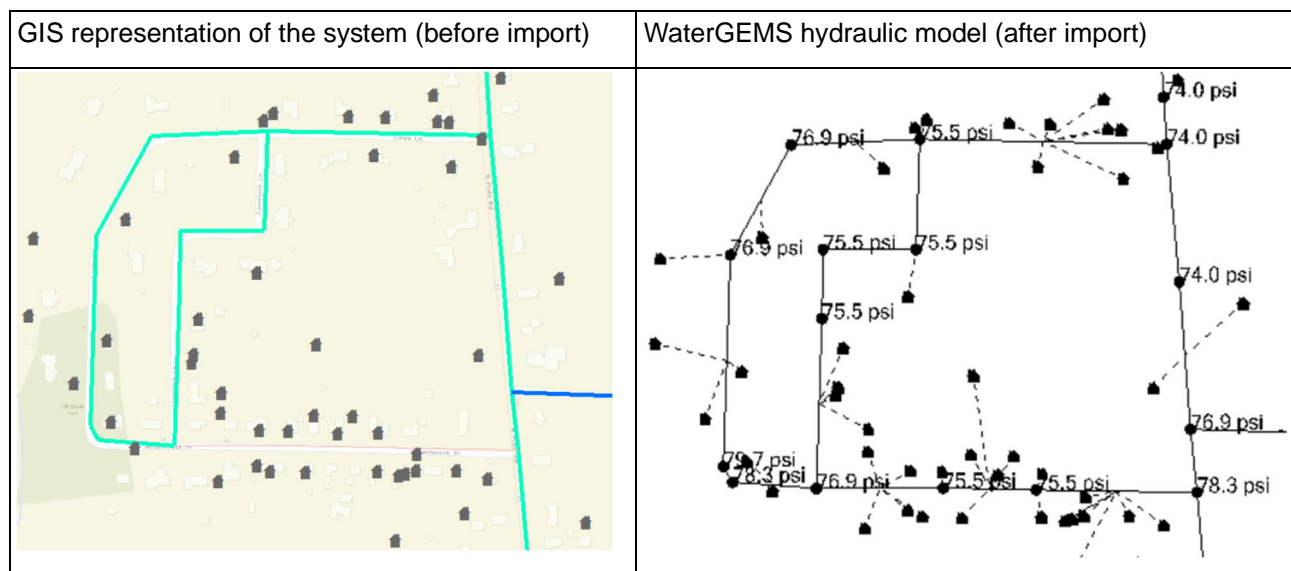 GIS representation of the system (before import)
WaterGEMS hydraulic model (after import)
74.0 psi
76.9 psi
75.5 psi
74.0 psi
76.9 psi
75.5 psi
75.5 psi
74.0 psi
75.5 psi
76.9 psi
79.7 psi
78.3 psi
76.9 psi
75.5 psi
75.5 psi
78.3 psi